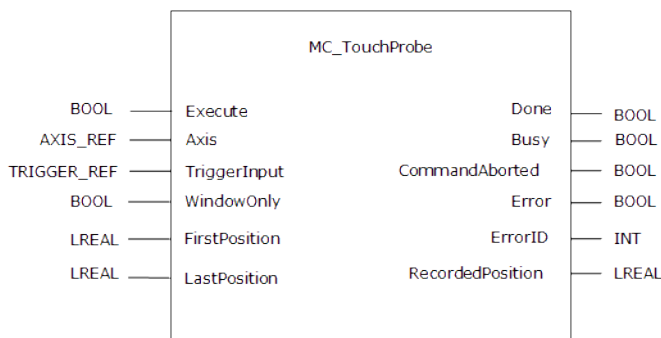 MC_TouchProbe
BOOL Execute Done BOOL
AXIS_REF Axis Busy BOOL
TRIGGER_REF TriggerInput CommandAborted BOOL
BOOL WindowOnly Error BOOL
LREAL FirstPosition ErrorID INT
LREAL LastPosition RecordedPosition LREAL